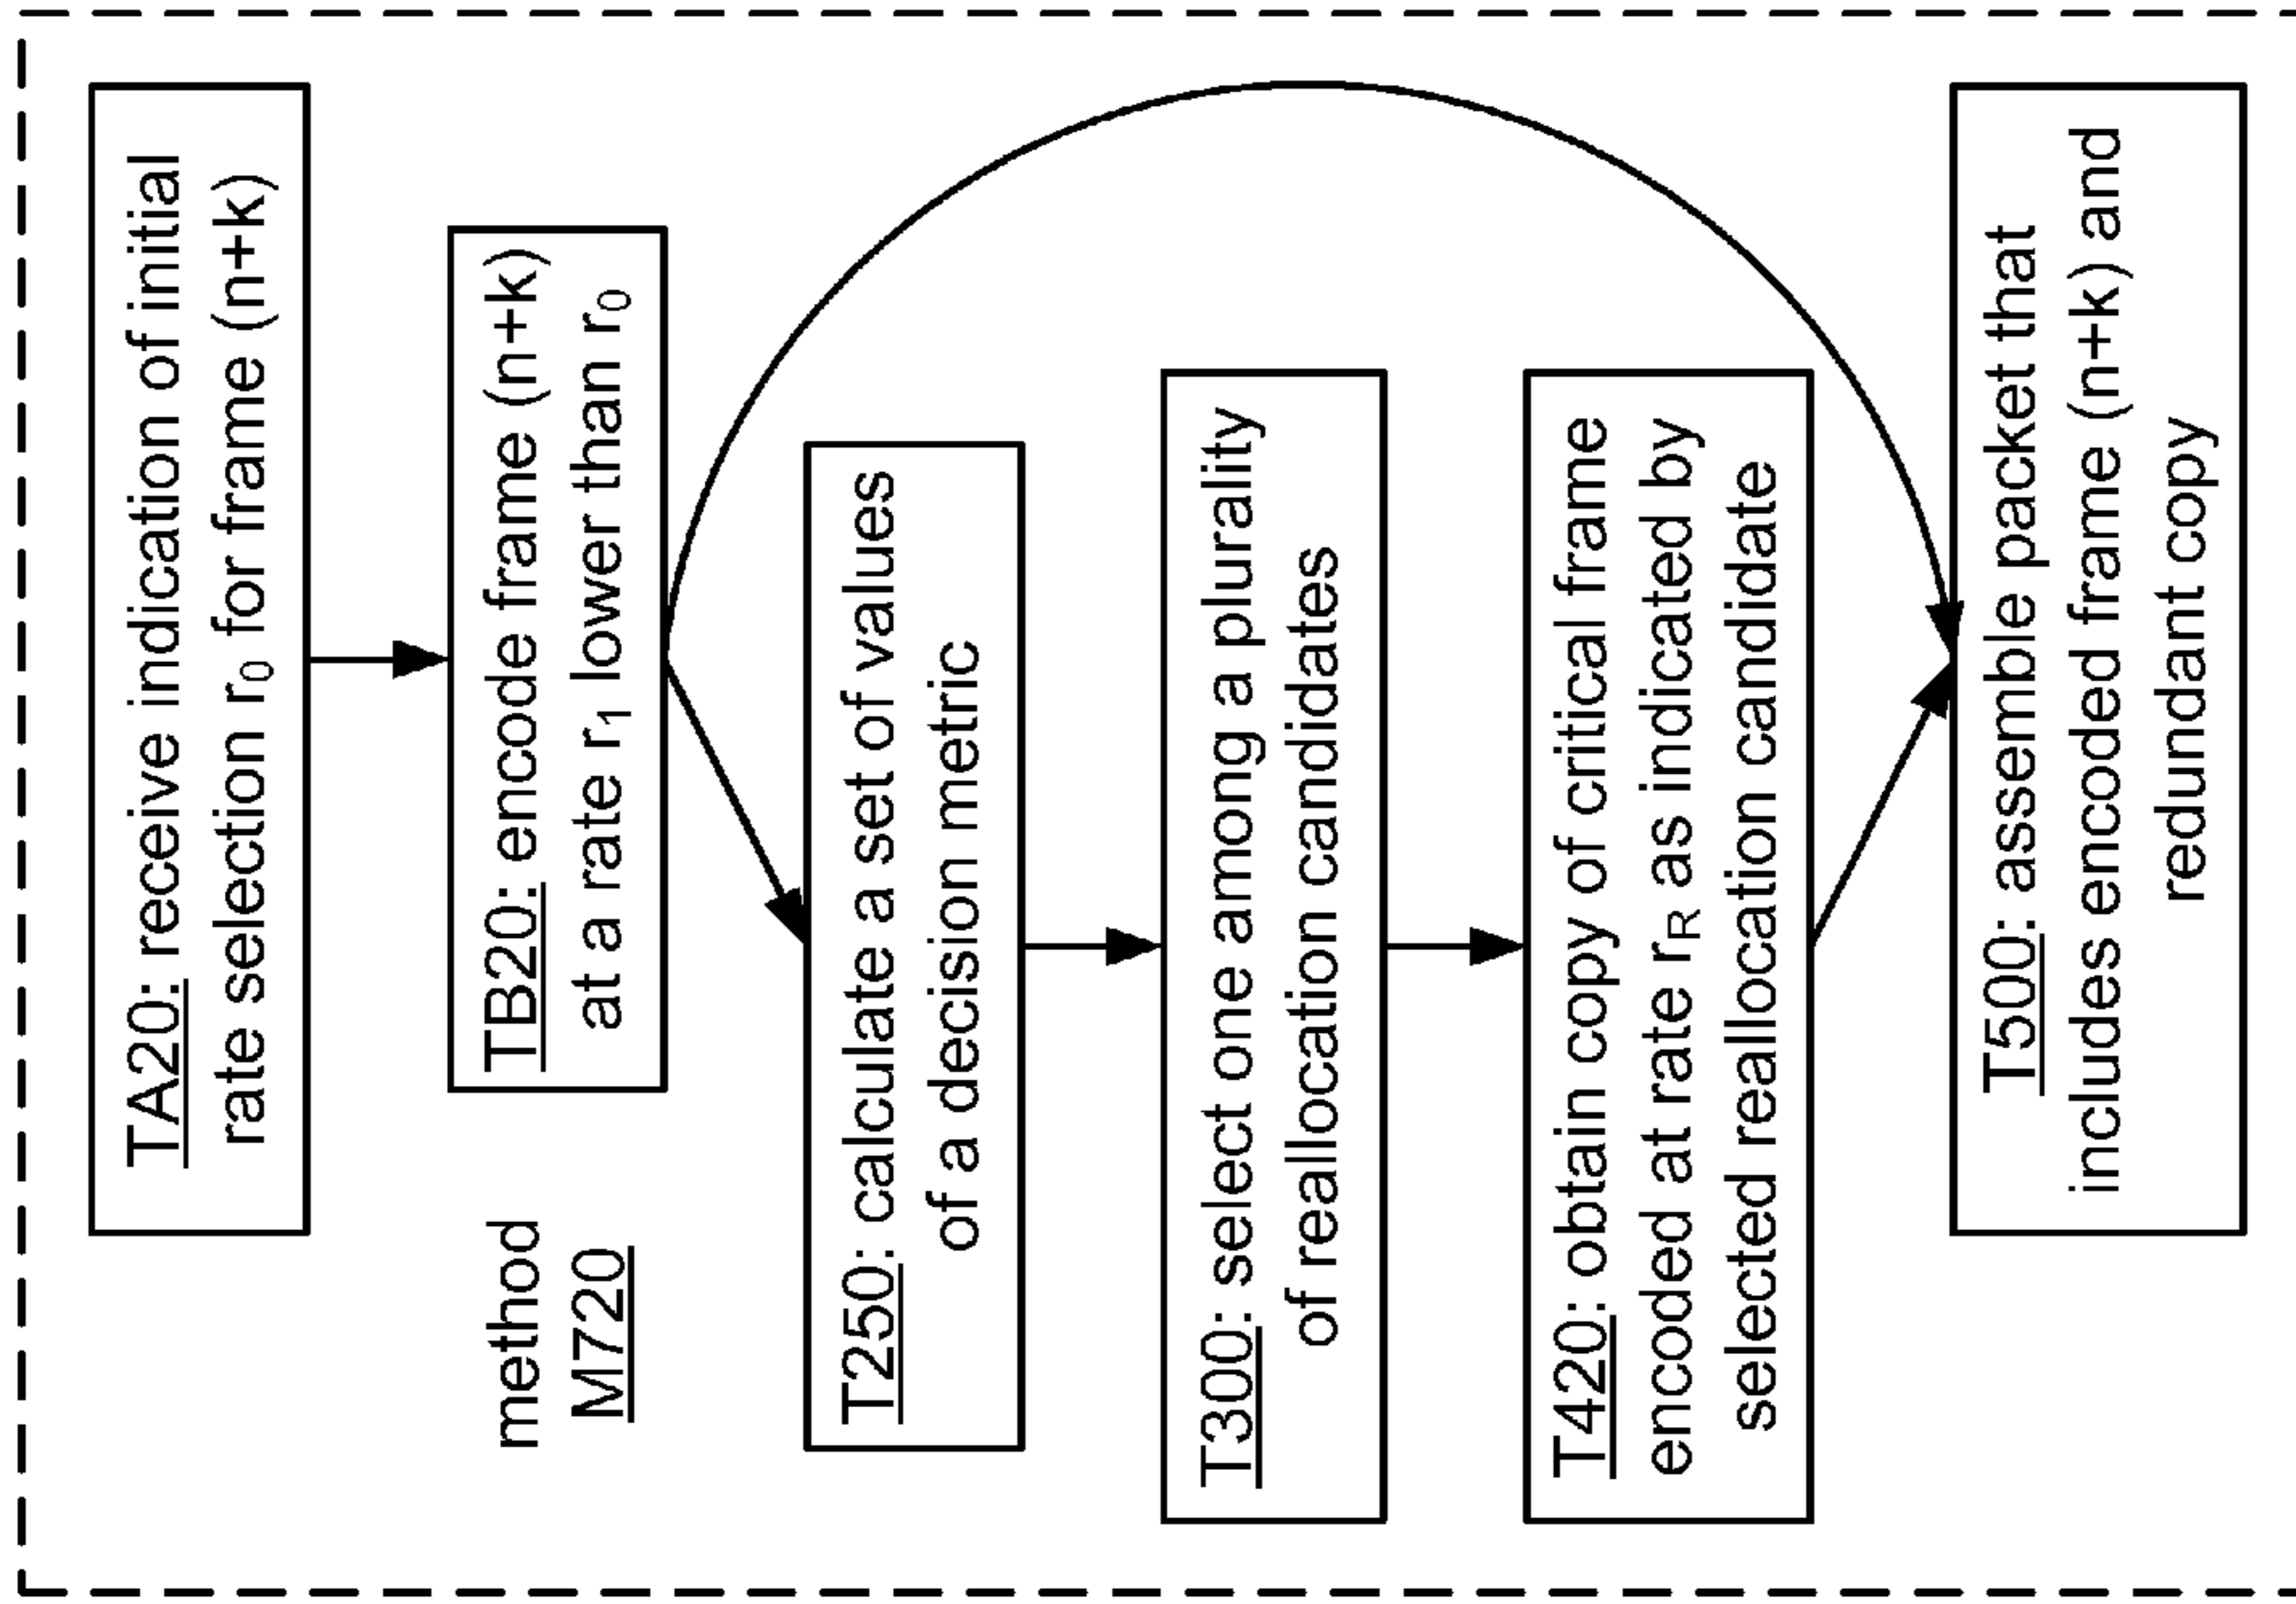 TA20: receive indication of initial
rate selection r₀ for frame (n+k)
TB20: encode frame (n+k)
at a rate r₁ lower than r₀
method
M720
T250: calculate a set of values
of a decision metric
T300: select one among a plurality
of reallocation candidates
T420: obtain copy of critical frame
encoded at rate rR as indicated by
selected reallocation candidate
T500: assemble packet that
includes encoded frame (n+k) and
redundant copy